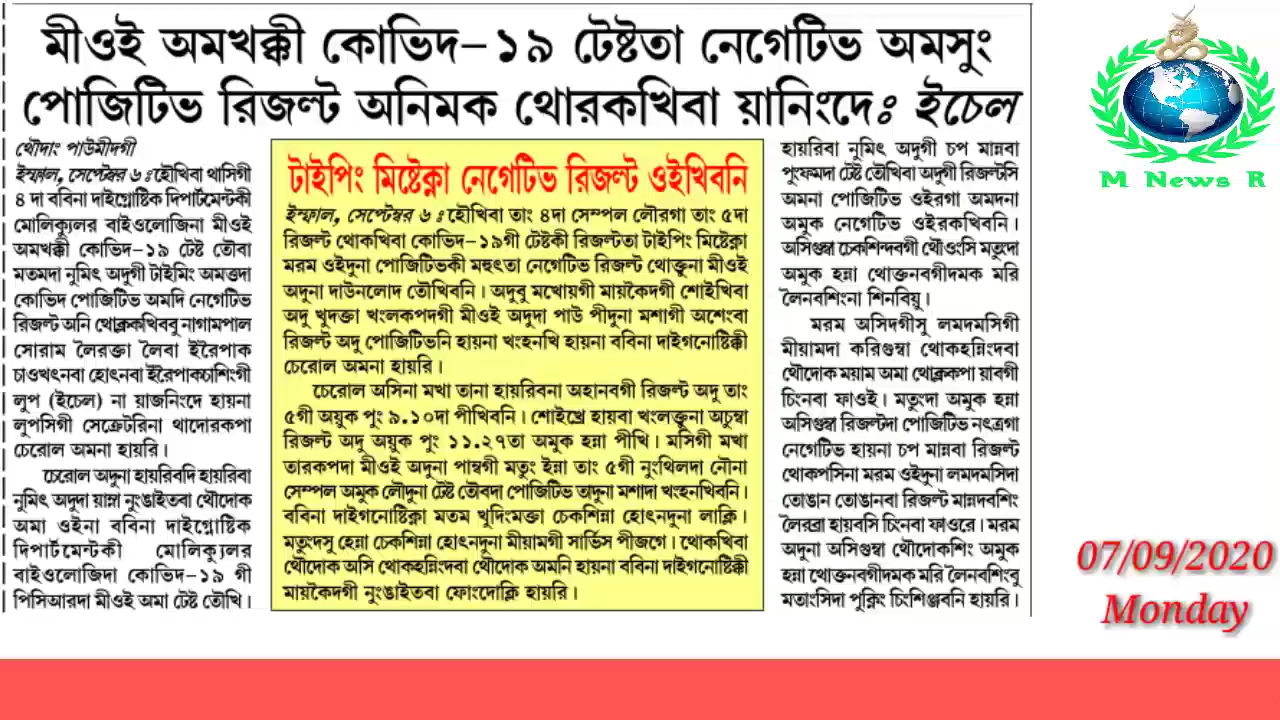 মীওই অমখক্কী কোভিদ-১৯ টেষ্টতা নেগেটিভ অমসুং
পোজিটিভ রিজল্ট অনিমক থোরকখিবা য়ানিংদেঃ ইচেল
থৌদাং পাউমীদগী
ইম্ফাল, সেপ্টেম্বর ৬ঃ হৌখিবা থাসিগী
৪ দা ববিনা দাইগ্নোষ্টিক দিপার্টমেন্টকী
মোলিক্যুলর বাইওলোজিনা মীওই
অমখক্কী কোভিদ-১৯ টেষ্ট তৌবা
মতমদা নুমিৎ অদুগী টাইমিং অমত্তদা
কোভিদ পোজিটিভ অমদি নেগেটিভ
রিজল্ট অনি থোক্লকখিববু নাগামপাল
সোরাম লৈরক্তা লৈবা ইরৈপাক
চাওখৎনবা হোৎনবা ইরৈপাকচাশিংগী
লুপ (ইচেল) না য়াজনিংদে হায়না
লুপসিগী সেক্রেটরিনা থাদোরকপা
চেরোল অমনা হায়রি।
চেরোল অদুনা হায়রিবদি হায়রিবা
নুমিৎ অদুদা য়াম্না নুংঙাইতবা থৌদোক
অমা ওইনা ববিনা দাইগ্নোষ্টিক
দিপার্টমেন্টকী মোলিক্যুলর
বাইওলোজিদা কোভিদ-১৯ গী
পিসিআরদা মীওই অমা টেষ্ট তৌখি।
টাইপিং মিষ্টেক্না নেগেটিভ রিজল্ট ওইখিবনি
ইম্ফাল, সেপ্টেম্বর ৬ ঃ হৌখিবা তাং ৪দা সেম্পল লৌরগা তাং ৫দা
রিজল্ট থোকখিবা কোভিদ-১৯গী টেষ্টকী রিজল্টতা টাইপিং মিষ্টেক্না
মরম ওইদুনা পোজিটিভকী মহুৎতা নেগেটিভ রিজল্ট থোক্তুনা মীওই
অদুনা দাউনলোদ তৌখিবনি। অদুবু মখোয়গী মায়কৈদগী শোইখিবা
অদু খুদক্তা খংলকপদগী মীওই অদুদা পাউ পীদুনা মশাগী অশেংবা
রিজল্ট অদু পোজিটিভনি হায়না খংহনখি হায়না ববিনা দাইগনোষ্টিক্কী
চেরোল অমনা হায়রি।
চেরোল অসিনা মখা তানা হায়রিবনা অহানবগী রিজল্ট অদু তাং
৫গী অয়ুক পুং ৯.১০দা পীখিবনি। শোইখ্রে হায়বা খংলক্তুনা অচুম্বা
রিজল্ট অদু অয়ুক পুং ১১.২৭তা অমুক হন্না পীখি। মসিগী মখা
তারকপদা মীওই অদুনা পাম্বগী মতুং ইন্না তাং ৫গী নুংথিলদা নৌনা
সেম্পল অমুক লৌদুনা টেষ্ট তৌবদা পোজিটিভ তাদুনা মশাদা খংহনখিবনি।
ববিনা দাইগনোষ্টিক্না মতম খুদিংমক্তা চেকশিন্না হোৎনদুনা লাক্লি।
মতুংদসু হেন্না চেকশিন্না হোৎনদুনা মীয়ামগী সার্ভিস পীজগে। থোকখিবা
থৌদোক অসি থোকহনিংদবা থৌদোক অমনি হায়না ববিনা দাইগনোষ্টিক্কী
মায়কৈদগী নুংঙাইতবা ফোংদোক্লি হায়রি।
হায়রিবা নুমিৎ অদুগী চপ মান্নবা
পুংফমদা টেষ্ট তৌখিবা অদুগী রিজল্টসি
অমনা পোজিটিভ ওইরগা অমদনা
অমুক নেগেটিভ ওইরকখিবনি।
অসিগুম্বা চেকশিন্দবগী থৌওংসি মতুংদা
অমুক হন্না থোক্তনবগীদমক মরি
লৈনবশিংনা শিনবিয়ু।
মরম অসিদগীসু লমদমসিগী
মীয়ামদা করিগুম্বা থোকহনিংদবা
থৌদোক ময়াম অমা থোক্লকপা য়াবগী
চিংনবা ফাওই। মতুংদা অমুক হন্না
অসিগুম্বা রিজল্টদা পোজিটিভ নৎত্রগা
নেগেটিভ হায়না চপ মান্নবা রিজল্ট
থোকপসিনা মরম ওইদুনা লমদমসিদা
তোঙান তোঙানবা রিজল্ট মান্নদবশিং
লৈরব্রা হায়বসি চিংনবা ফাওরে। মরম
অদুনা অসিগুম্বা থৌদোকশিং অমুক
হন্না থোক্তনবগীদমক মরি লৈনবশিংবু
মতাংসিদা পুক্নিং চিংশিঞ্জবনি হায়রি।
M News R
07/09/2020
Monday